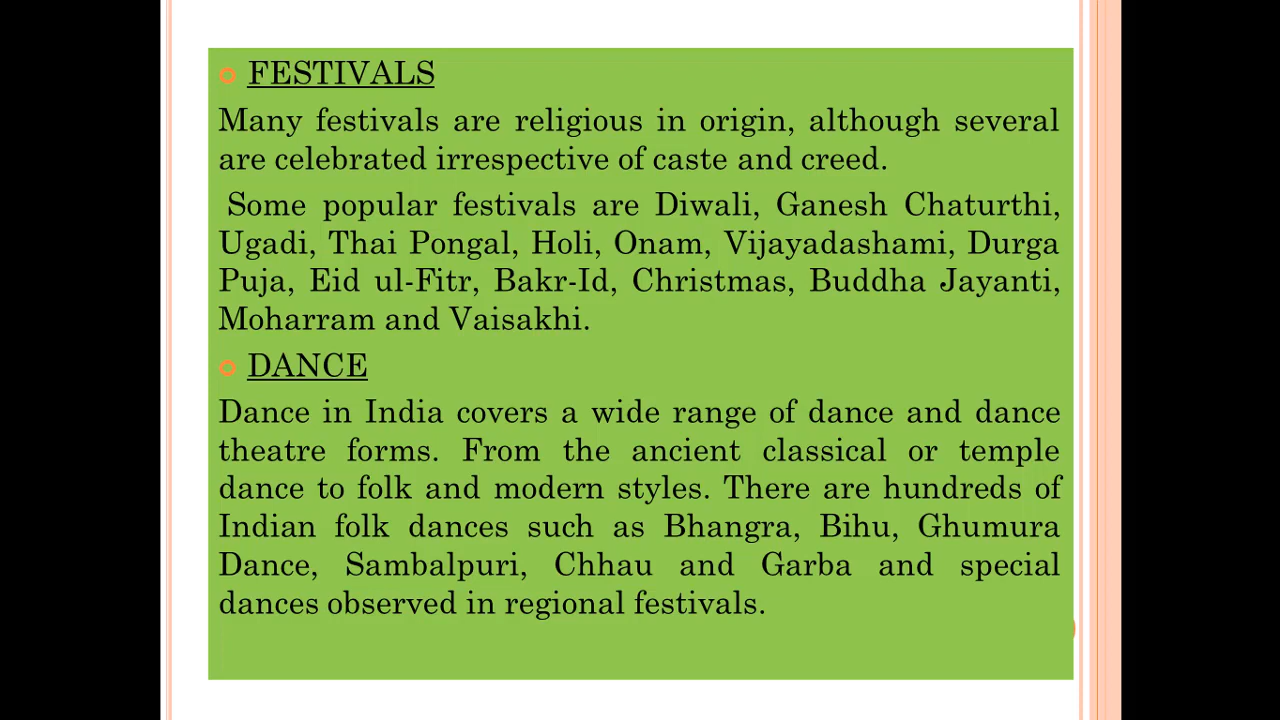 FESTIVALS
Many festivals are religious in origin, although several
are celebrated irrespective of caste and creed.
Some popular festivals are Diwali, Ganesh Chaturthi,
Ugadi, Thai Pongal, Holi, Onam, Vijayadashami, Durga
Puja, Eid ul-Fitr, Bakr-Id, Christmas, Buddha Jayanti,
Moharram and Vaisakhi.
DANCE
Dance in India covers a wide range of dance and dance
theatre forms. From the ancient classical or temple
dance to folk and modern styles. There are hundreds of
Indian folk dances such as Bhangra, Bihu, Ghumura
Dance, Sambalpuri, Chhau and Garba and special
dances observed in regional festivals.